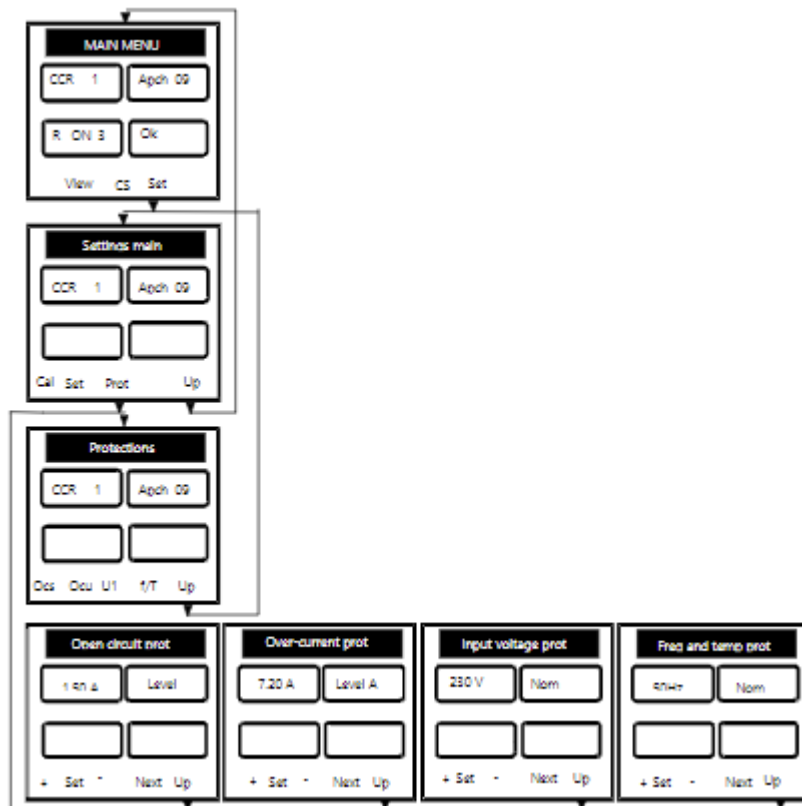 MAIN MENU
CCR 1 Apch 09
R ON 3 Ok
View CS Set
Settings main
CCR 1 Apch 09
Cal Set Prot Up
Protections
CCR 1 Apch 09
Ocs Ocu U1 f/T Up
Open circuit prot Over-current prot Input voltage prot Freq and temp prot
1.50 A Level 7.20 A Level A 230 V Nom 50Hz Nom
+ Set - Next Up + Set - Next Up + Set - Next Up + Set - Next Up